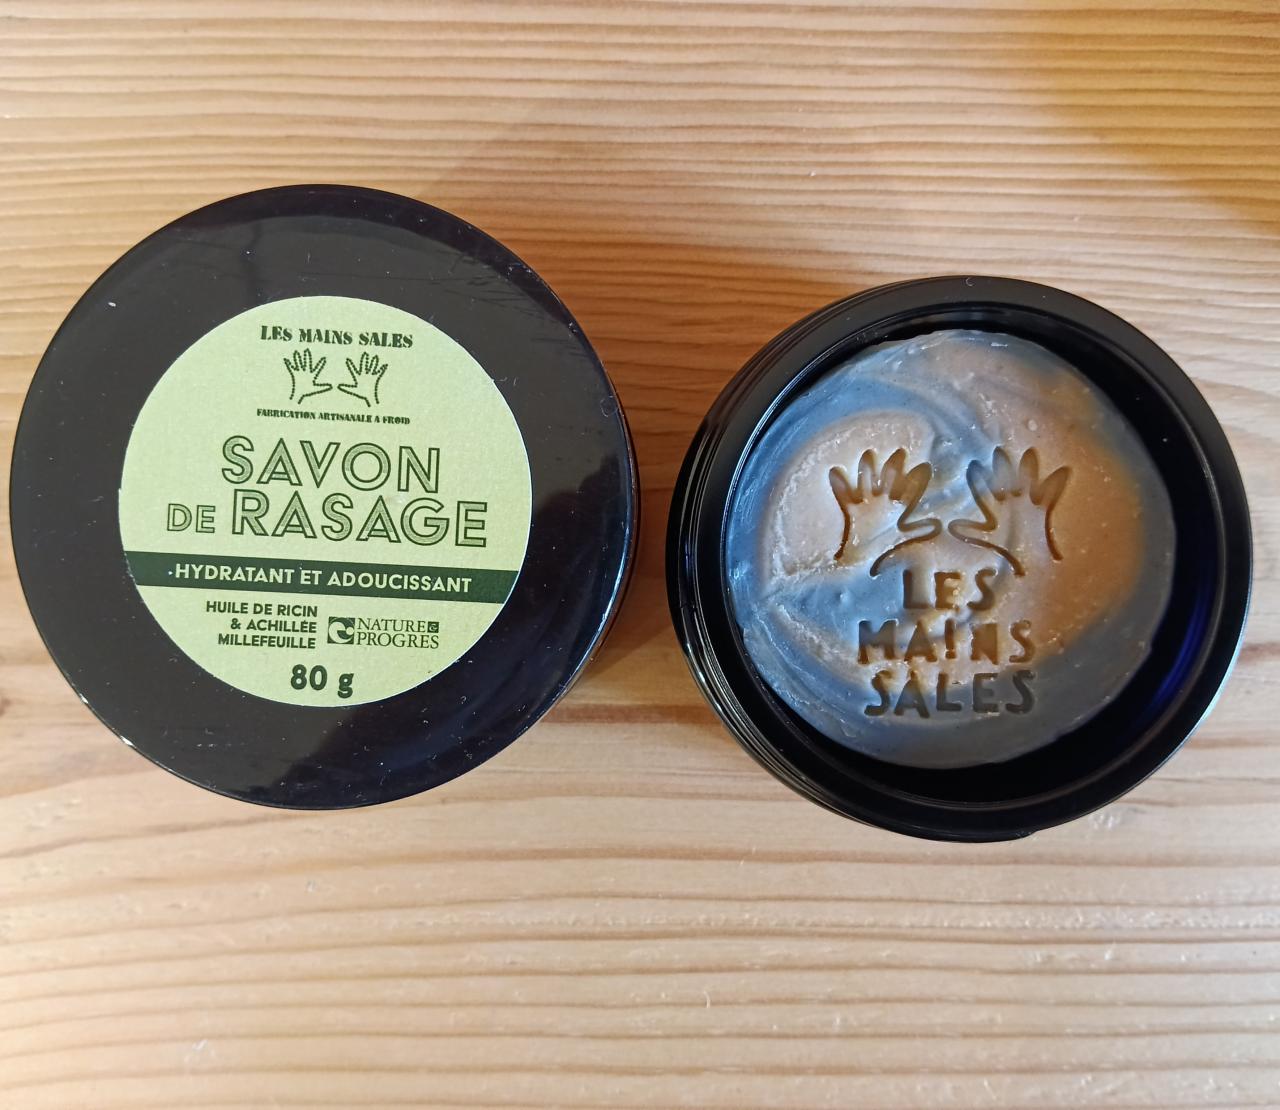 LES MAINS SALES
FABRICATION ARTISANALE A FROID
SAVON
DE RASAGE
HYDRATANT ET ADOUCISSANT
HUILE DE RICIN
& ACHILLÉE
MILLEFEUILLE
NATURE &
PROGRES
80 g
LES
MAINS
SALES